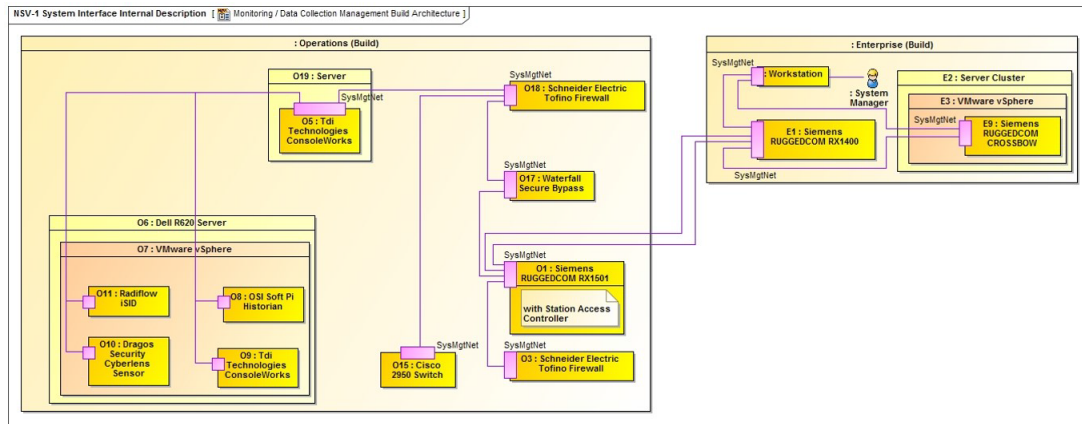 NSV-1 System Interface Internal Description [ Monitoring / Data Collection Management Build Architecture ]
: Operations (Build)
O19 : Server
SysMgtNet
O5 : Tdi
Technologies
ConsoleWorks
SysMgtNet
O18 : Schneider Electric
Tofino Firewall
SysMgtNet
O17 : Waterfall
Secure Bypass
O6 : Dell R620 Server
O7 : VMware vSphere
O11 : Radiflow
iSID
O8 : OSI Soft Pi
Historian
O10 : Dragos
Security
Cyberlens
Sensor
O9 : Tdi
Technologies
ConsoleWorks
SysMgtNet
O1 : Siemens
RUGGEDCOM RX1501
with Station Access
Controller
SysMgtNet
O15 : Cisco
2950 Switch
SysMgtNet
O3 : Schneider Electric
Tofino Firewall
: Enterprise (Build)
SysMgtNet
: Workstation
: System
Manager
E1 : Siemens
RUGGEDCOM RX1400
SysMgtNet
E2 : Server Cluster
E3 : VMware vSphere
SysMgtNet
E9 : Siemens
RUGGEDCOM
CROSSBOW